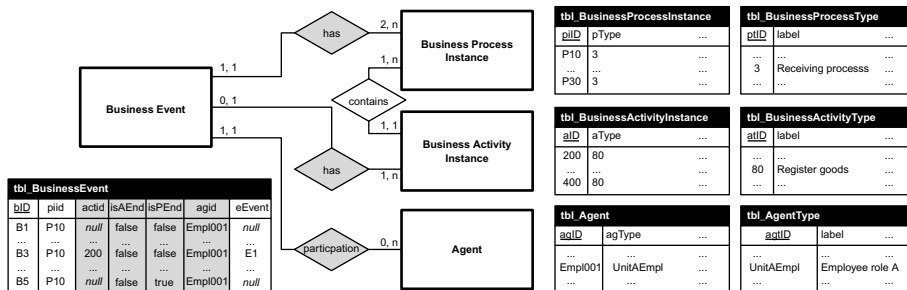 has
2, n
Business Process
Instance
1, 1
1, n
Business Event
0, 1
contains
1, 1
1, 1
Business Activity
Instance
has
1, n
particpation
0, n
Agent
tbl_BusinessEvent
bID piid actid isAEnd isPEnd agid eEvent
B1 P10 null false false Empl001 null
... ... ... ... ... ... ...
B3 P10 200 false false Empl001 E1
... ... ... ... ... ... ...
B5 P10 null false true Empl001 null
tbl_BusinessProcessInstance
piID pType ...
P10 3 ...
... ... ...
P30 3 ...
tbl_BusinessProcessType
ptID label ...
... ... ...
3 Receiving processs ...
... ... ...
tbl_BusinessActivityInstance
aID aType ...
200 80 ...
... ... ...
400 80 ...
tbl_BusinessActivityType
atID label ...
... ... ...
80 Register goods ...
... ... ...
tbl_Agent
agID agType ...
... ... ...
Empl001 UnitAEmpl ...
... ... ...
tbl_AgentType
agtID label ...
... ... ...
UnitAEmpl Employee role A
... ... ...